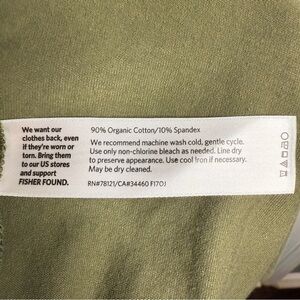 We want our
clothes back, even
if they're worn or
torn. Bring them
to our US stores
and support
FISHER FOUND.
90% Organic Cotton/10% Spandex
We recommend machine wash cold, gentle cycle.
Use only non-chlorine bleach as needed. Line dry
to preserve appearance. Use cool iron if necessary.
May be dry cleaned.
RN#78121/CA#34460 F170J